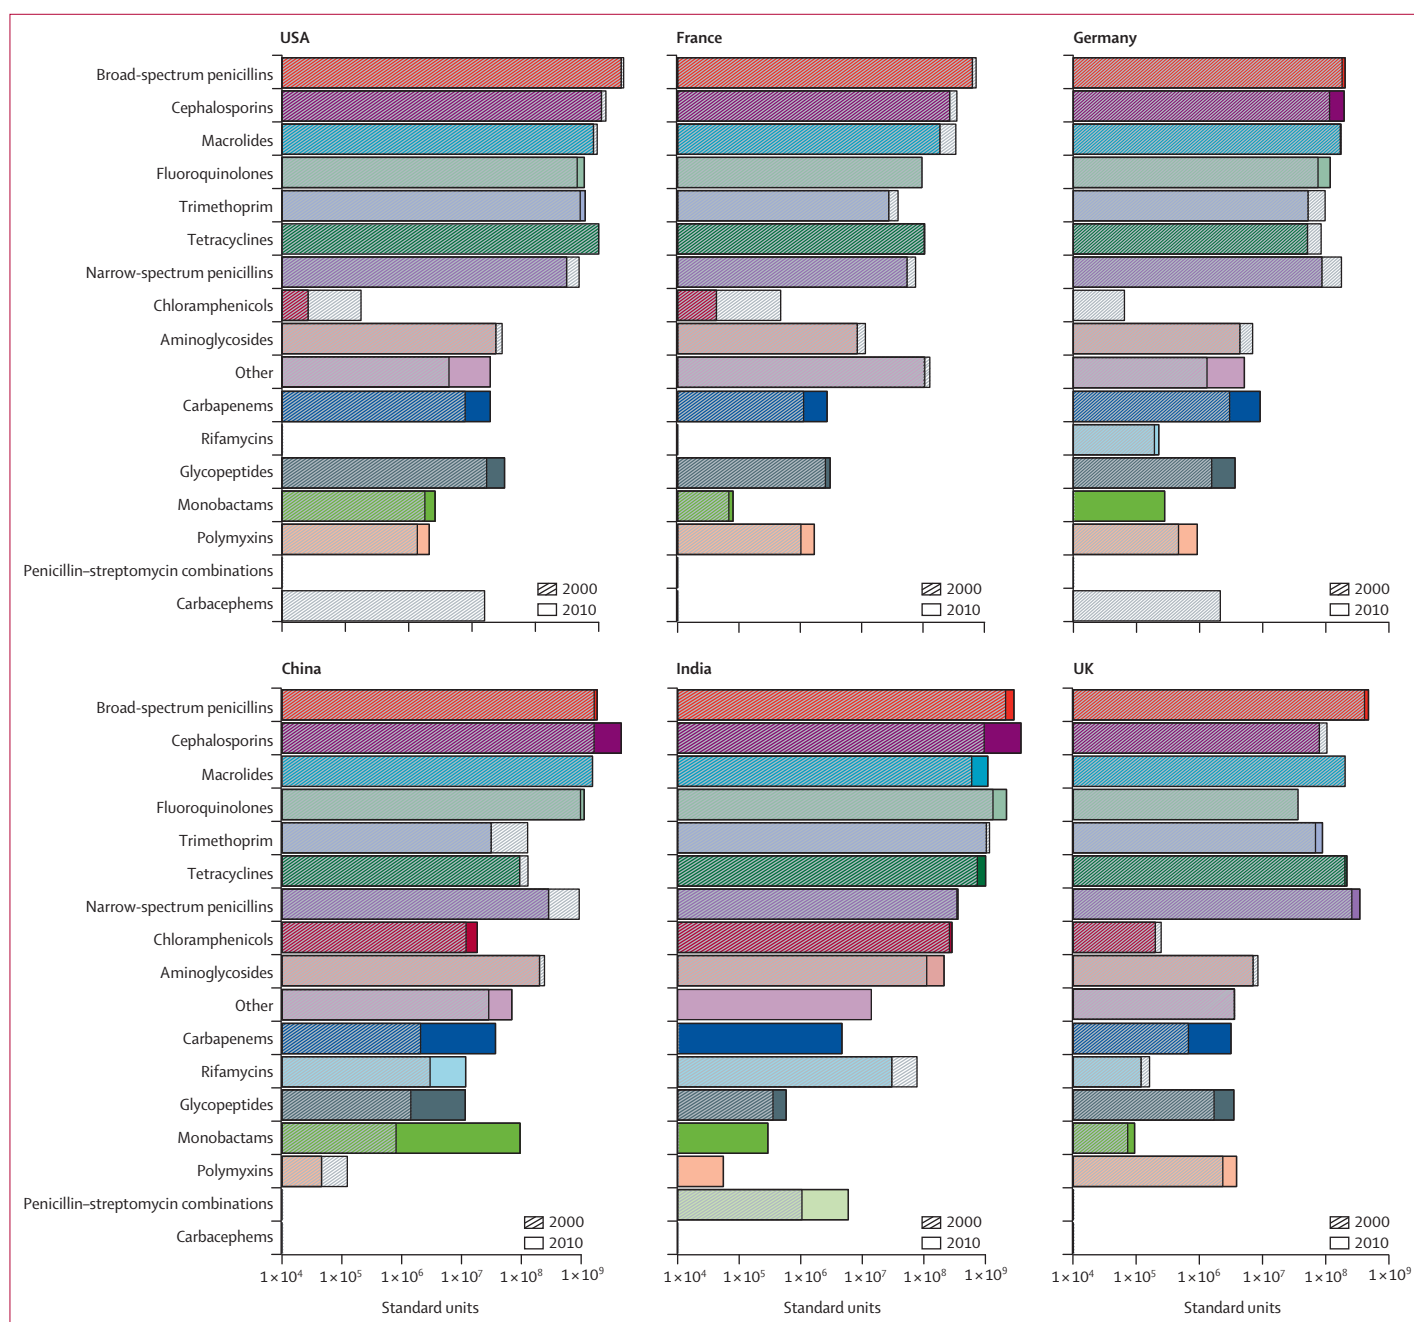 USA
France
Germany
Broad-spectrum penicillins
Cephalosporins
Macrolides
Fluoroquinolones
Trimethoprim
Tetracyclines
Narrow-spectrum penicillins
Chloramphenicols
Aminoglycosides
Other
Carbapenems
Rifamycins
Glycopeptides
Monobactams
Polymyxins
Penicillin–streptomycin combinations
Carbacephems
2000
2010
2000
2010
2000
2010
China
India
UK
Broad-spectrum penicillins
Cephalosporins
Macrolides
Fluoroquinolones
Trimethoprim
Tetracyclines
Narrow-spectrum penicillins
Chloramphenicols
Aminoglycosides
Other
Carbapenems
Rifamycins
Glycopeptides
Monobactams
Polymyxins
Penicillin–streptomycin combinations
Carbacephems
2000
2010
2000
2010
2000
2010
1×10⁴ 1×10⁵ 1×10⁶ 1×10⁷ 1×10⁸ 1×10⁹
1×10⁴ 1×10⁵ 1×10⁶ 1×10⁷ 1×10⁸ 1×10⁹
1×10⁴ 1×10⁵ 1×10⁶ 1×10⁷ 1×10⁸ 1×10⁹
Standard units
Standard units
Standard units